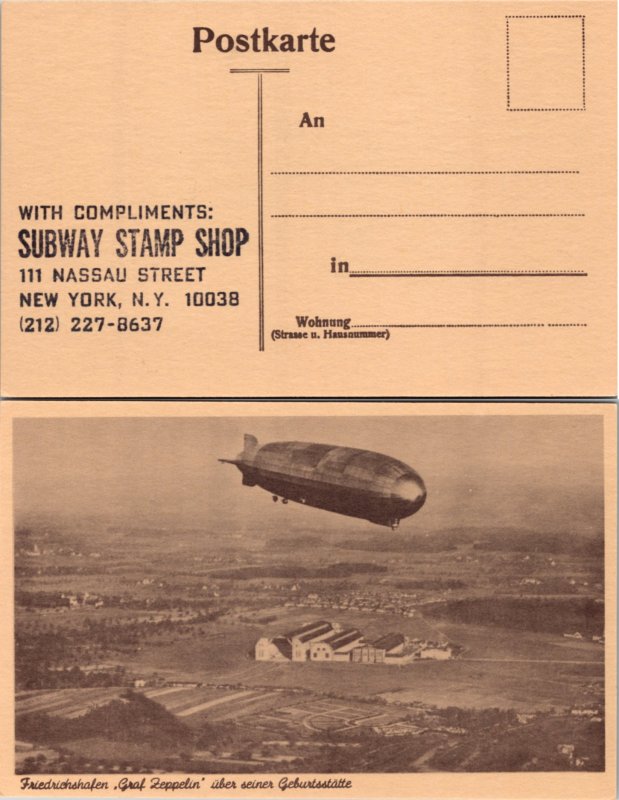 Postkarte
An
WITH COMPLIMENTS:
SUBWAY STAMP SHOP
111 NASSAU STREET
NEW YORK, N.Y. 10038
(212) 227-8637
in
Wohnung
(Strasse u. Hausnummer)
Friedrichshafen „Graf Zeppelin" über seiner Geburtsstätte